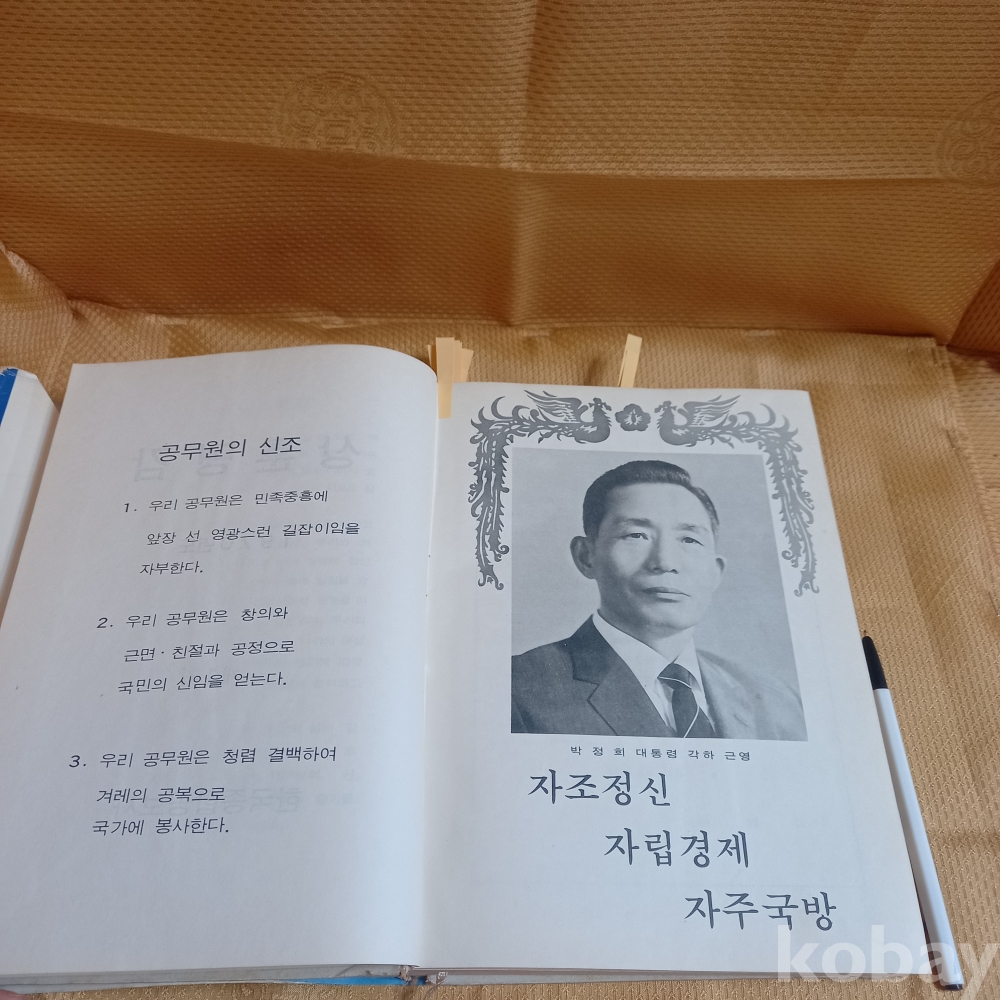 공무원의 신조
1. 우리 공무원은 민족중흥에
앞장 선 영광스런 길잡이임을
자부한다.
2. 우리 공무원은 창의와
근면·친절과 공정으로
국민의 신임을 얻는다.
3. 우리 공무원은 청렴 결백하여
겨레의 공복으로
국가에 봉사한다.
박 정 희 대통령 각하 근영
자조정신
자립경제
자주국방
kobay